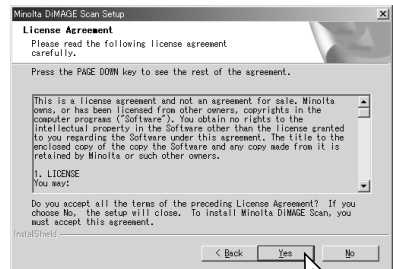 Minolta DiMAGE Scan Setup
License Agreement
Please read the following license agreement
carefully.
Press the PAGE DOWN key to see the rest of the agreement.
This is a license agreement and not an agreement for sale. Minolta
owns, or has been licensed from other owners, copyrights in the
computer programs ("Software"). You obtain no rights to the
intellectual property in the Software other than the license granted
to you regarding the Software under this agreement. The title to the
enclosed copy of the copy the Software and any copy made from it is
retained by Minolta or such other owners.
1. LICENSE
You may:
Do you accept all the terms of the preceding License Agreement? If you
choose No, the setup will close. To install Minolta DiMAGE Scan, you
must accept this agreement.
InstallShield
< Back Yes No